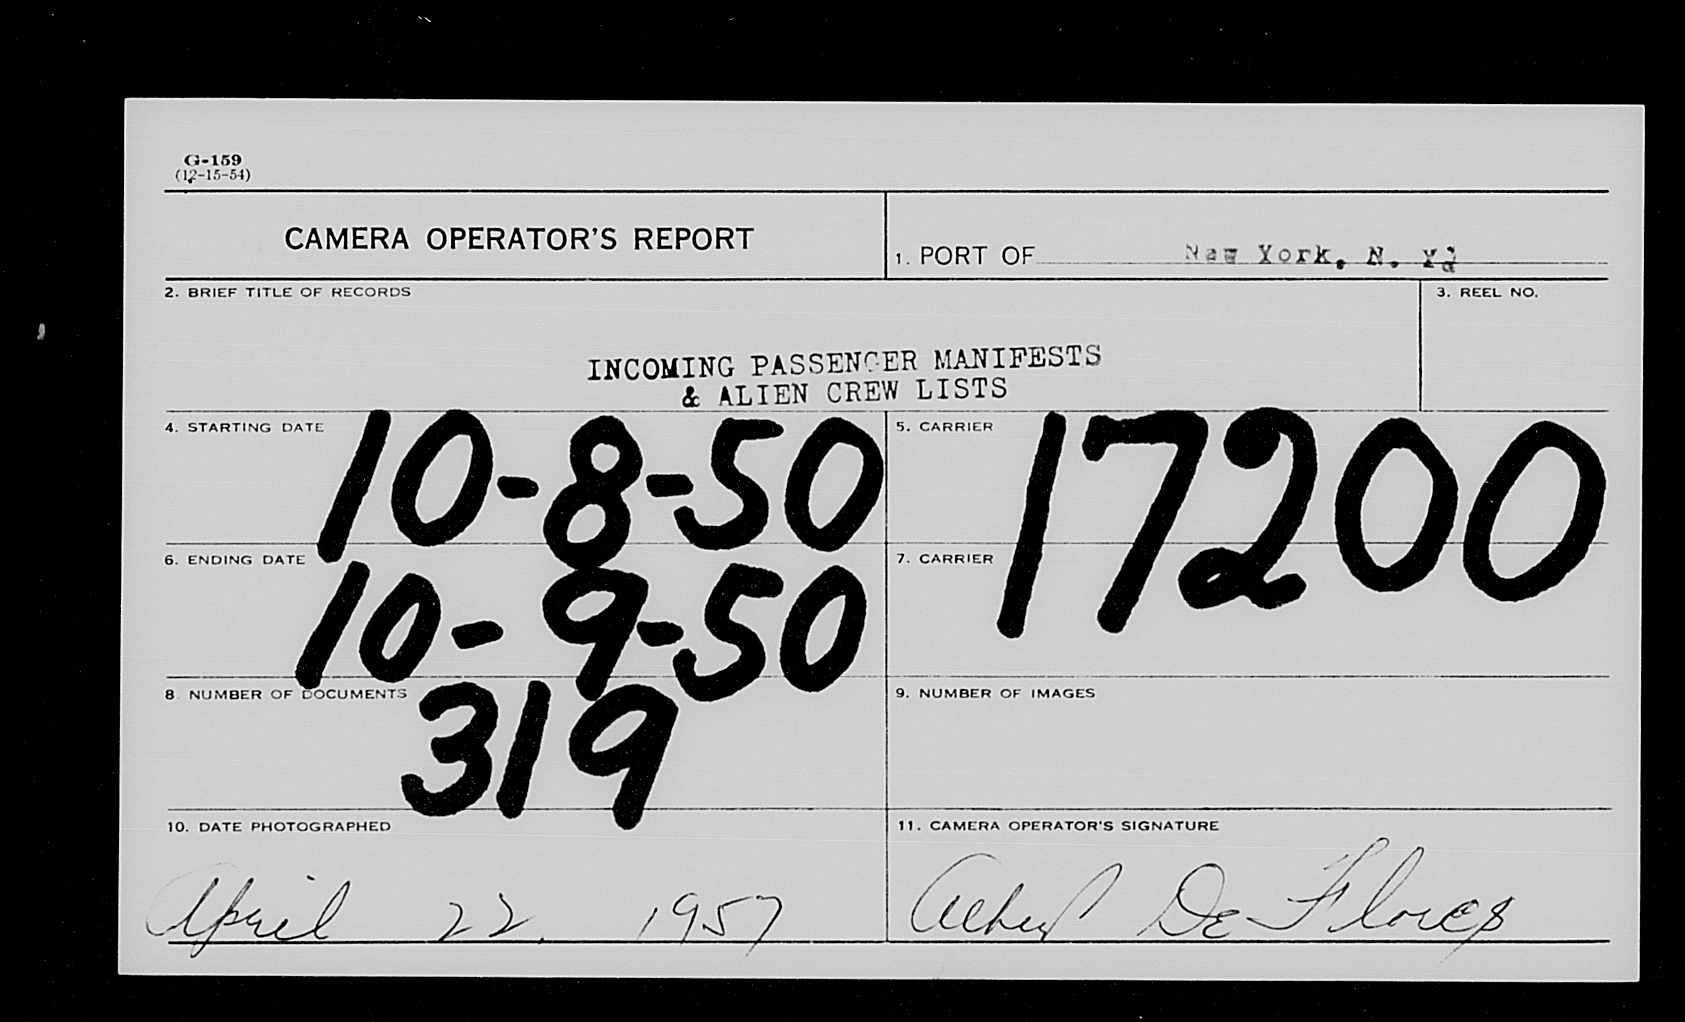 G-159
(12-15-54)
CAMERA OPERATOR'S REPORT
1. PORT OF New York, N. Y.
2. BRIEF TITLE OF RECORDS
3. REEL NO.
INCOMING PASSENGER MANIFESTS
& ALIEN CREW LISTS
4. STARTING DATE 10-8-50
5. CARRIER 17200
6. ENDING DATE 10-9-50
7. CARRIER
8. NUMBER OF DOCUMENTS 319
9. NUMBER OF IMAGES
10. DATE PHOTOGRAPHED
11. CAMERA OPERATOR'S SIGNATURE
April 22, 1957
De Flores